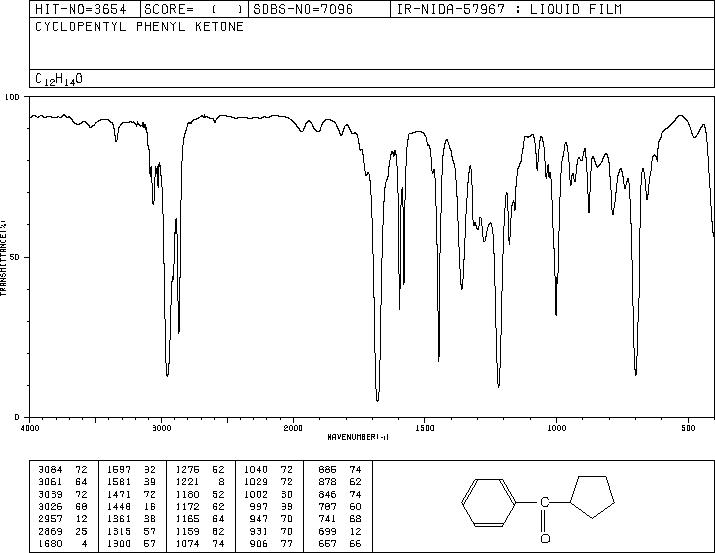 HIT-NO=3654 SCORE= ( ) SDBS-NO=7096 IR-NIDA-57967 : LIQUID FILM
CYCLOPENTYL PHENYL KETONE
C12H14O
100
50
0
TRANSMITTANCE(%)
4000 3000 2000 1500 1000 500
WAVENUMBER(-1)
3084 72 1597 32 1276 52 1040 72 885 74
3061 64 1581 39 1221 8 1029 72 878 62
3039 72 1471 72 1180 52 1002 30 846 74
3026 68 1448 16 1172 62 997 39 787 60
2957 12 1361 38 1165 64 947 70 741 68
2869 25 1315 57 1159 62 931 70 699 12
1680 4 1300 57 1074 74 906 77 657 66
C
O